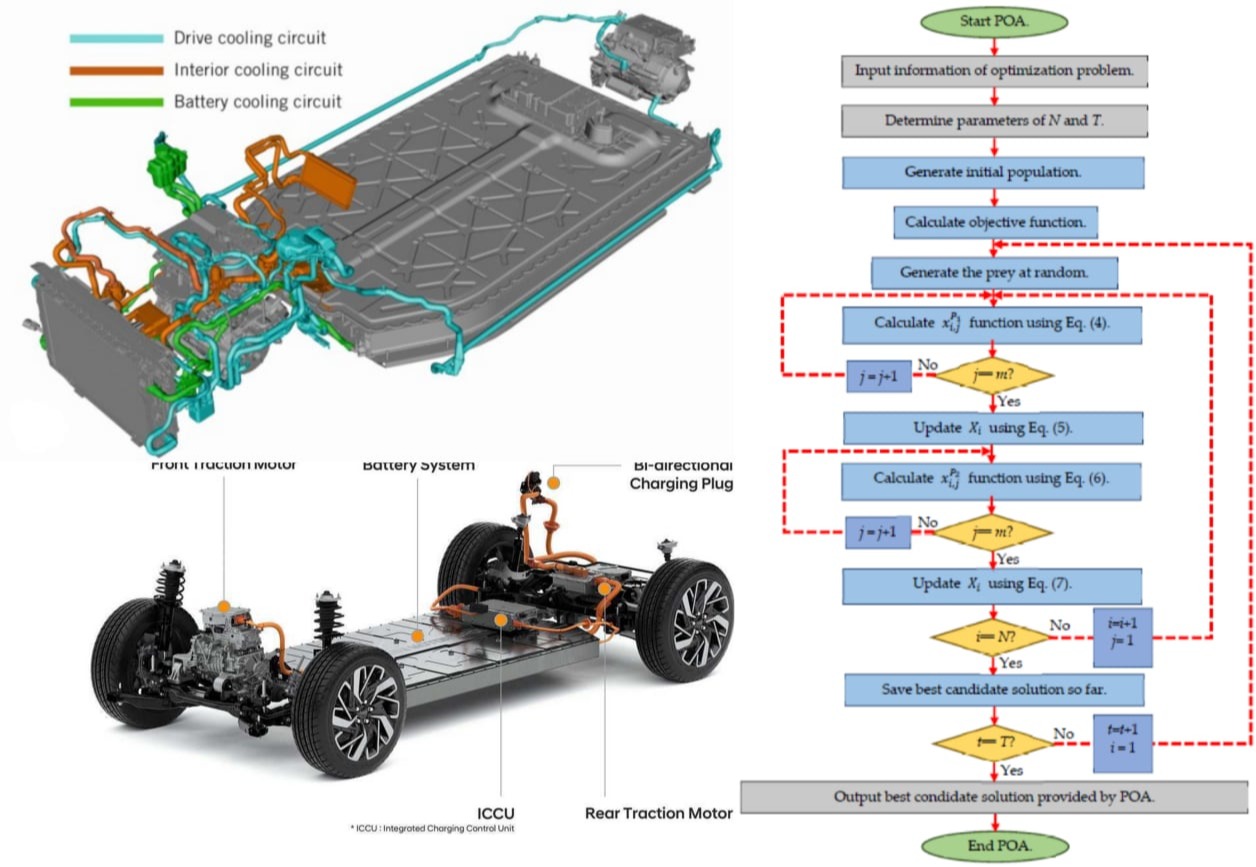 Drive cooling circuit
Interior cooling circuit
Battery cooling circuit
Front Traction Motor
Battery System
Bi-directional
Charging Plug
ICCU
* ICCU : Integrated Charging Control Unit
Rear Traction Motor
Start POA.
Input information of optimization problem.
Determine parameters of N and T.
Generate initial population.
Calculate objective function.
Generate the prey at random.
Calculate x_{i,j}^{P_1} function using Eq. (4).
j = j+1
No
j== m?
Yes
Update X_i using Eq. (5).
Calculate x_{i,j}^{P_2} function using Eq. (6).
j = j+1
No
j== m?
Yes
Update X_i using Eq. (7).
i== N?
No
i=i+1
j= 1
Yes
Save best candidate solution so far.
t== T?
No
t=t+1
i = 1
Yes
Output best candidate solution provided by POA.
End POA.